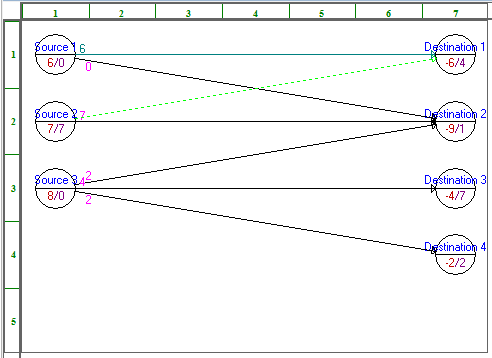 1 2 3 4 5 6 7
1
Source 1 6 Destination 1
6/0 0 -6/4
2
Source 2 7 Destination 2
7/7 -9/1
3
Source 3 4 2 Destination 3
8/0 2 -4/7
4
Destination 4
-2/2
5